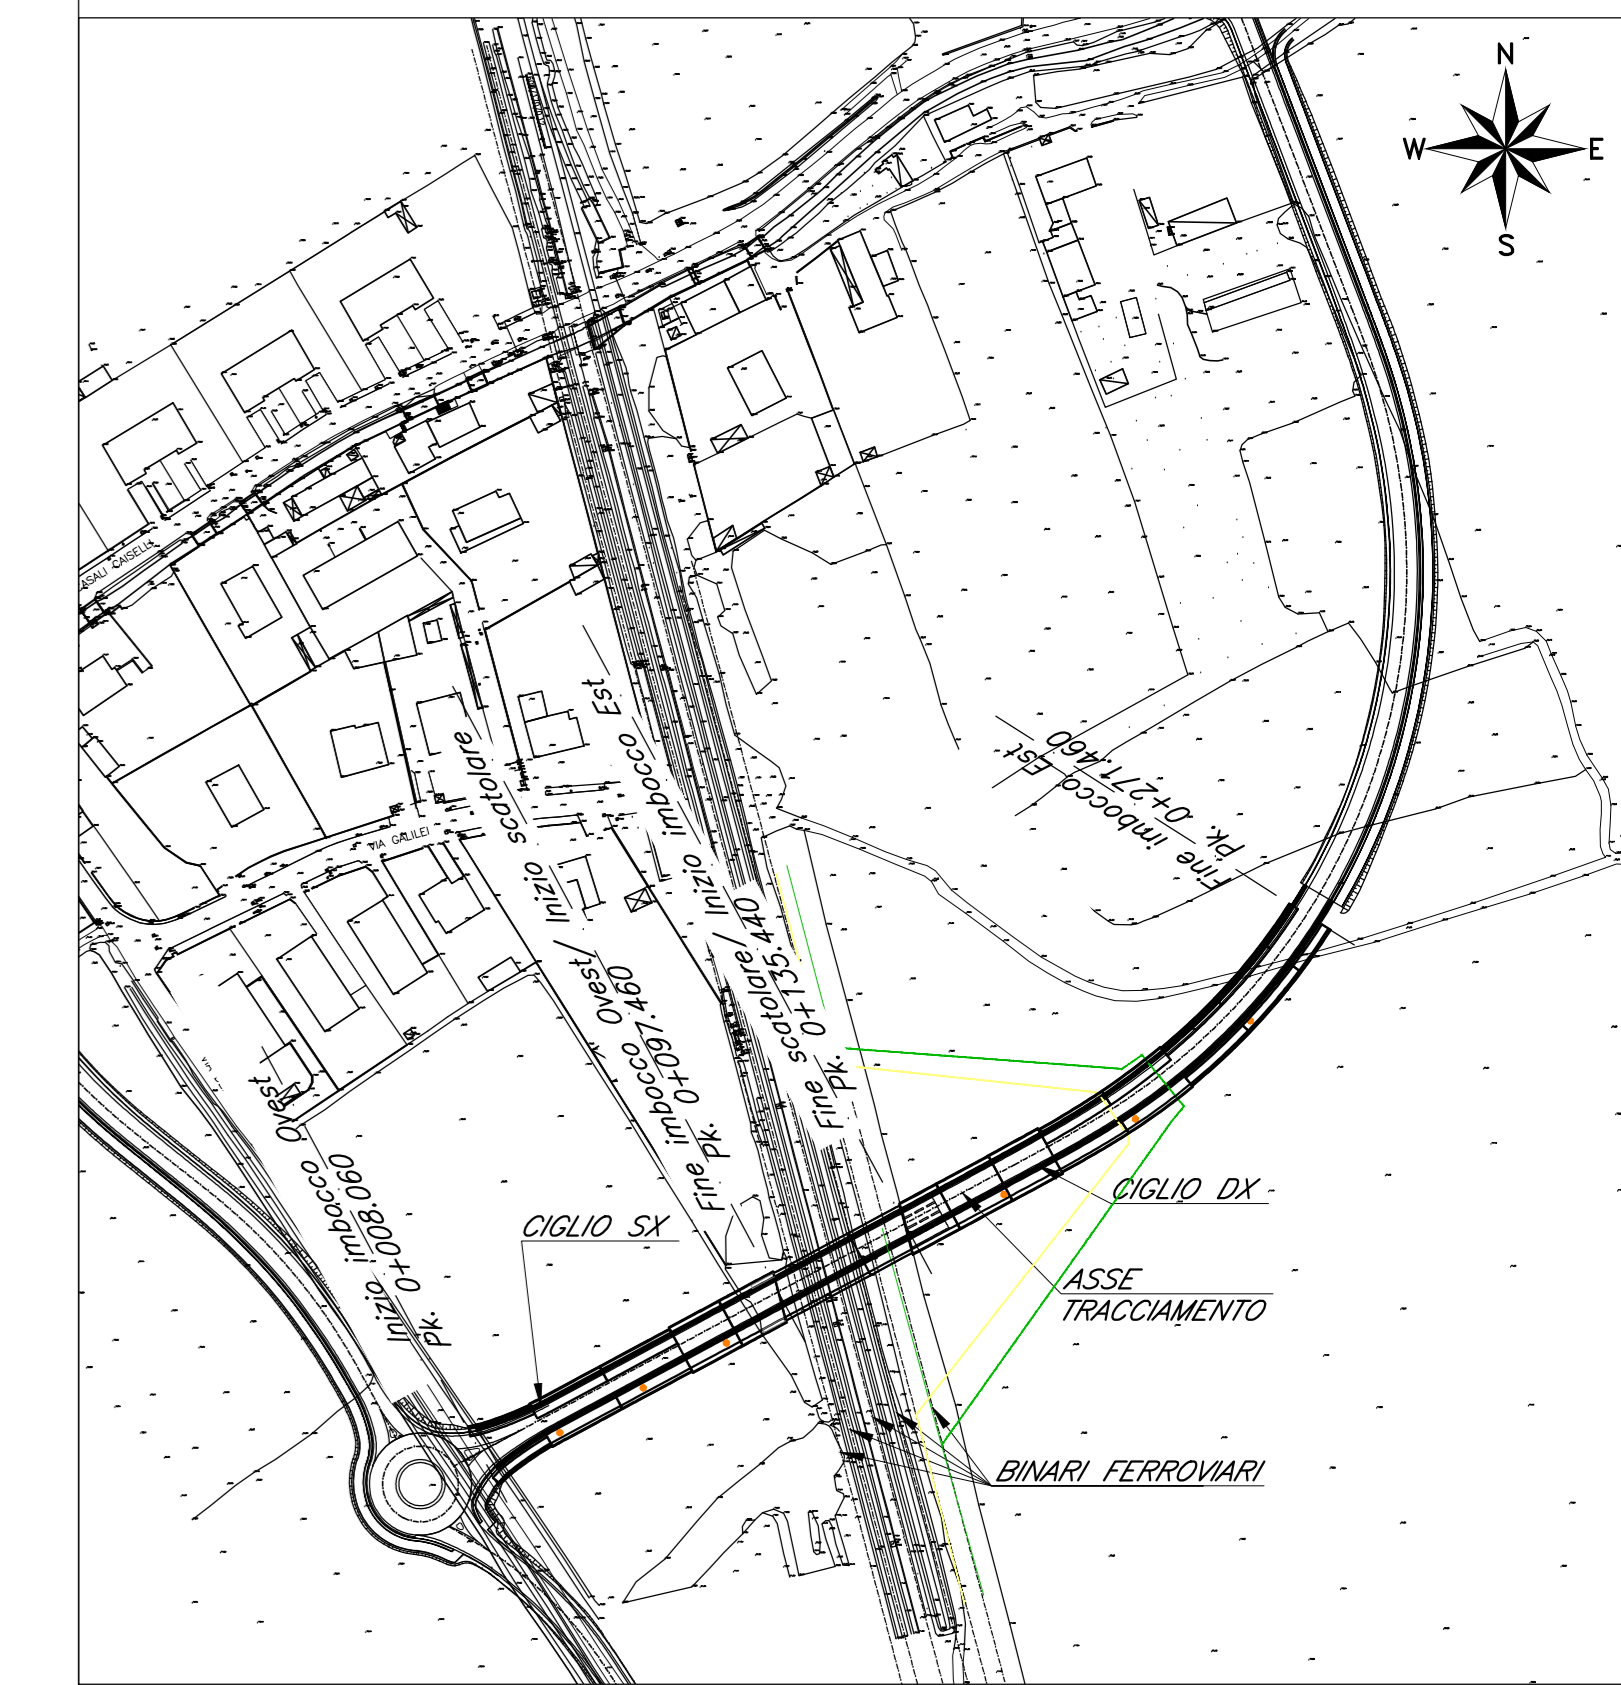 N
W
E
S
CASALI CAISELLI
VIA GALILEI
Inizio imbocco Ovest
Pk. 0+008.060
Fine imbocco Ovest/ Inizio scatolare
Pk. 0+097.460
Fine scatolare/ Inizio imbocco Est
Pk. 0+135.440
Fine imbocco Est
Pk. 0+271.460
CIGLIO SX
CIGLIO DX
ASSE
TRACCIAMENTO
BINARI FERROVIARI